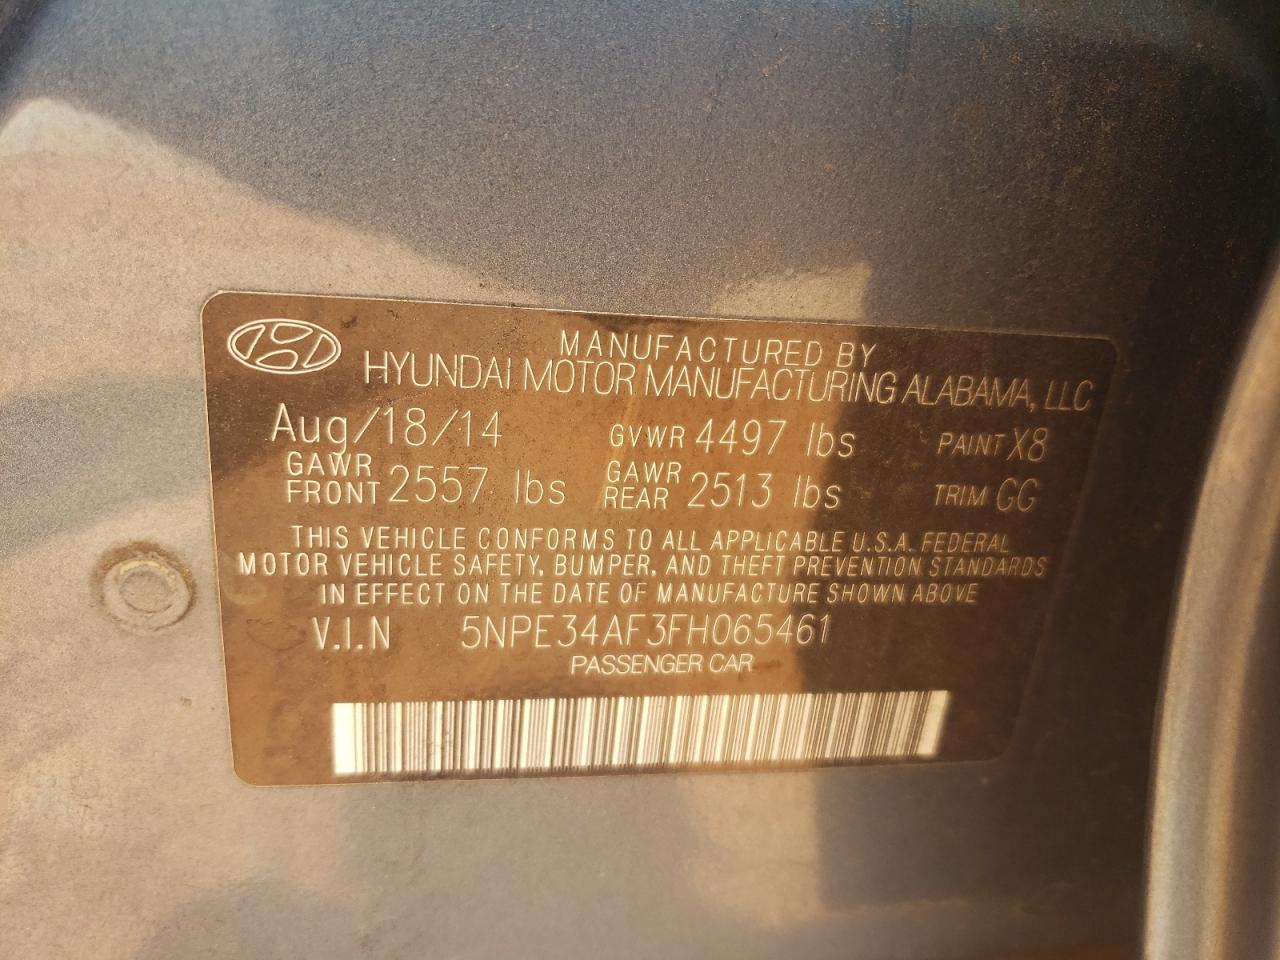 MANUFACTURED BY
HYUNDAI MOTOR MANUFACTURING ALABAMA, LLC
Aug/18/14 GVWR 4497 lbs PAINT X8
GAWR FRONT 2557 lbs GAWR REAR 2513 lbs TRIM GG
THIS VEHICLE CONFORMS TO ALL APPLICABLE U.S.A. FEDERAL
MOTOR VEHICLE SAFETY, BUMPER, AND THEFT PREVENTION STANDARDS
IN EFFECT ON THE DATE OF MANUFACTURE SHOWN ABOVE
V.I.N 5NPE34AF3FH065461
PASSENGER CAR